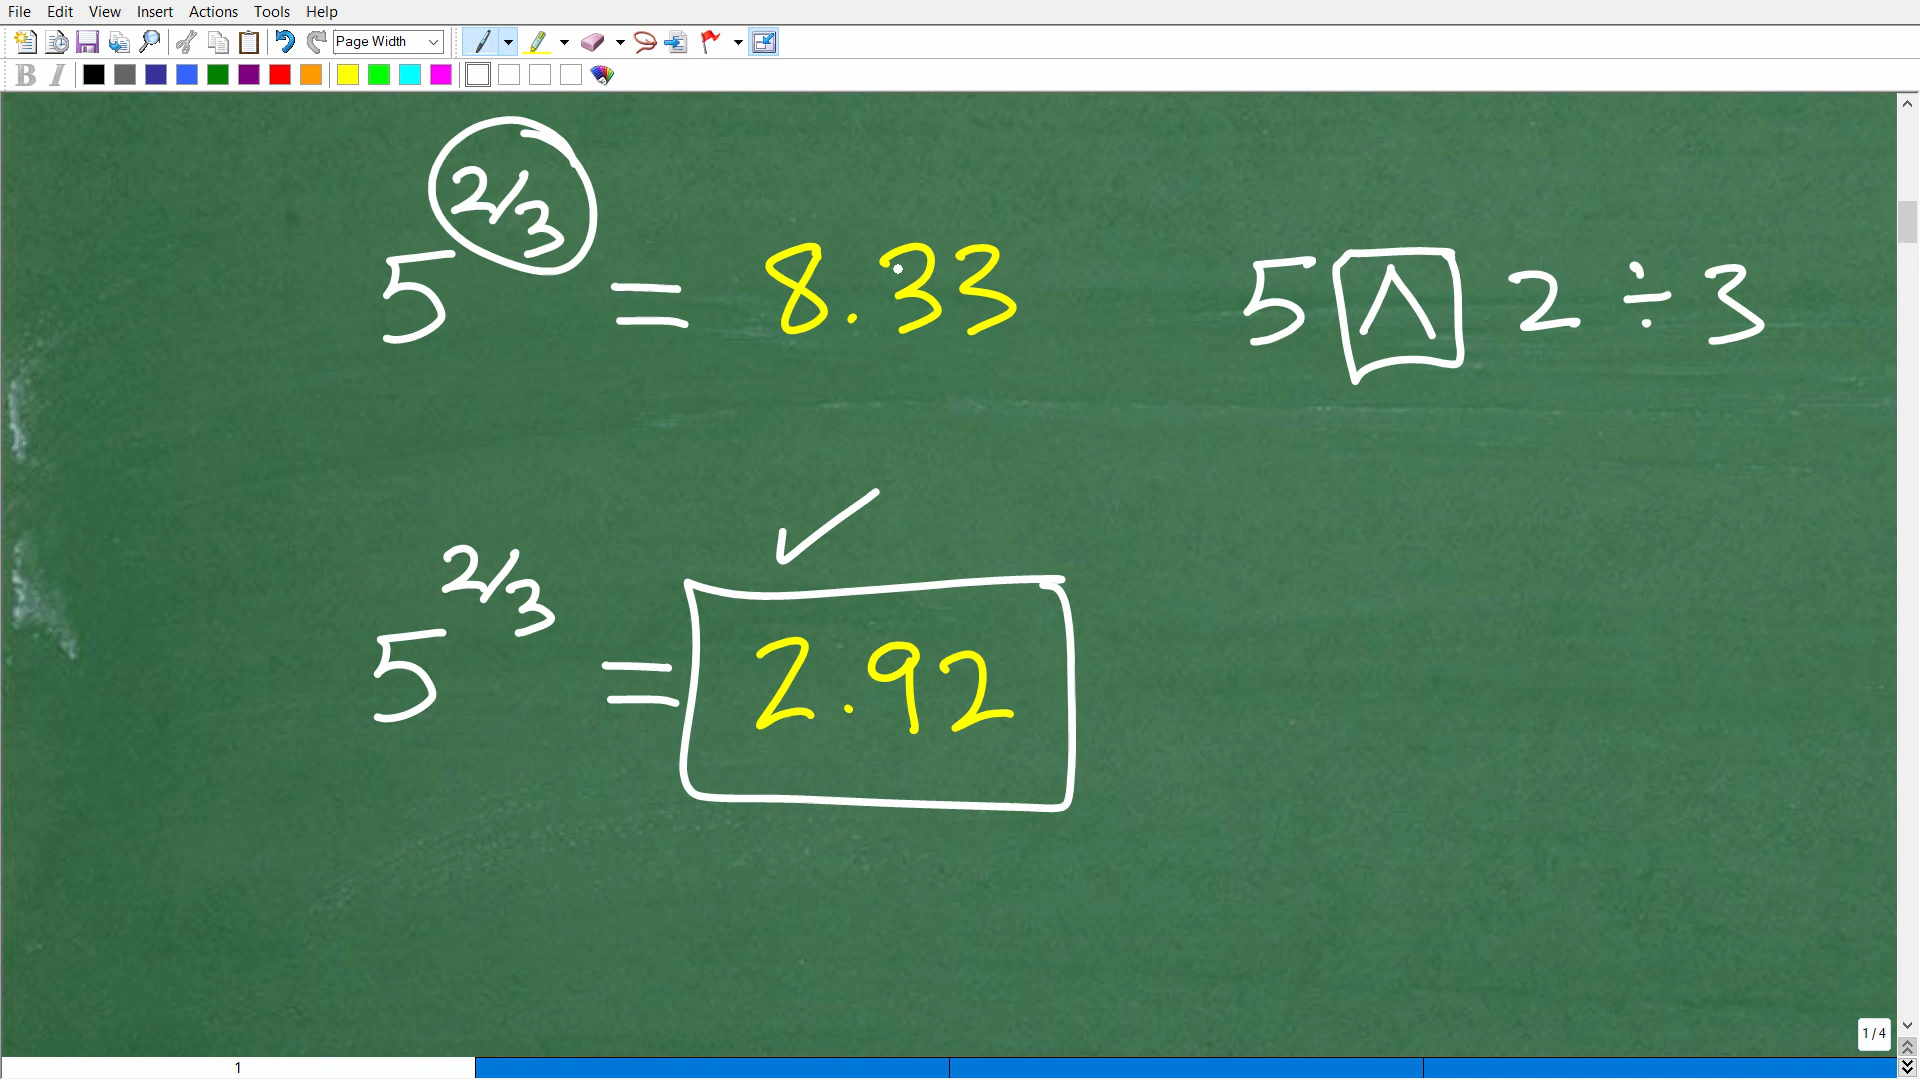 File Edit View Insert Actions Tools Help
Page Width
B I
5^2/3 = 8.33 5 ^ 2 ÷ 3
5^2/3 = 2.92
1 / 4
1